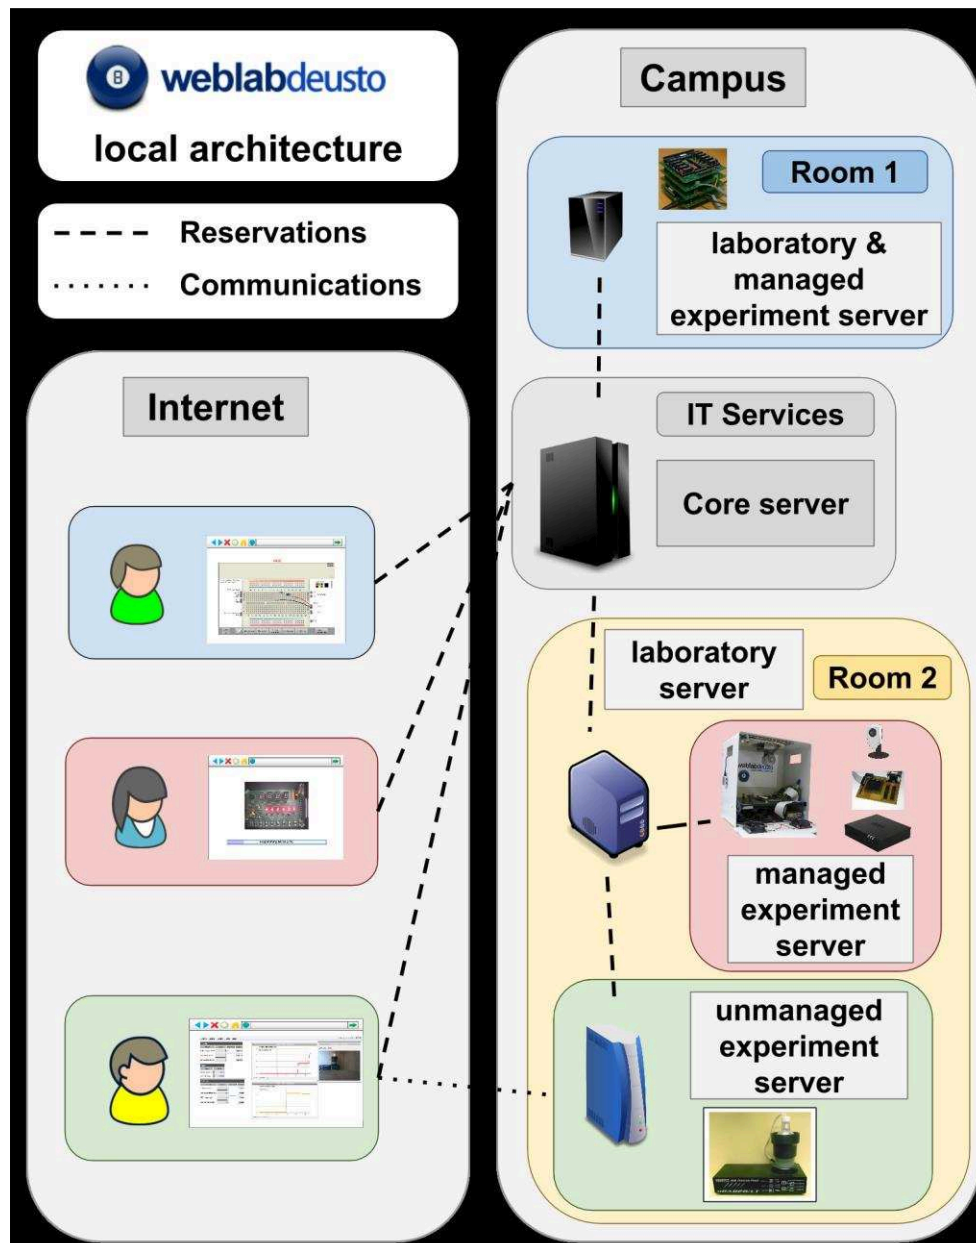 weblabdeusto
local architecture
Reservations
Communications
Internet
Campus
Room 1
laboratory &
managed
experiment server
IT Services
Core server
laboratory
server
Room 2
managed
experiment
server
unmanaged
experiment
server